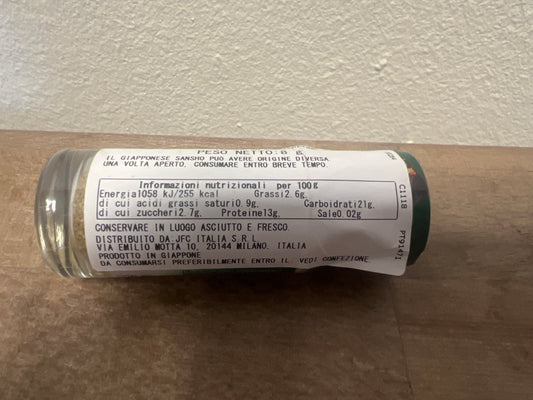 PESO NETTO:8 g
IL GIAPPONESE SANSHO PUÒ AVERE ORIGINE DIVERSA.
UNA VOLTA APERTO, CONSUMARE ENTRO BREVE TEMPO.
Informazioni nutrizionali per 100g
Energia1058 kJ/255 kcal Grassi2.6g,
di cui acidi grassi saturi0.9g, Carboidrati21g,
di cui zuccheri2.7g, Proteine13g, Sale0.02g
CONSERVARE IN LUOGO ASCIUTTO E FRESCO.
DISTRIBUITO DA:JFC ITALIA S.R.L
VIA EMILIO MOTTA 10, 20144 MILANO, ITALIA
PRODOTTO IN GIAPPONE
DA CONSUMARSI PREFERIBILMENTE ENTRO IL: VEDI CONFEZIONE
C1118
PT91471